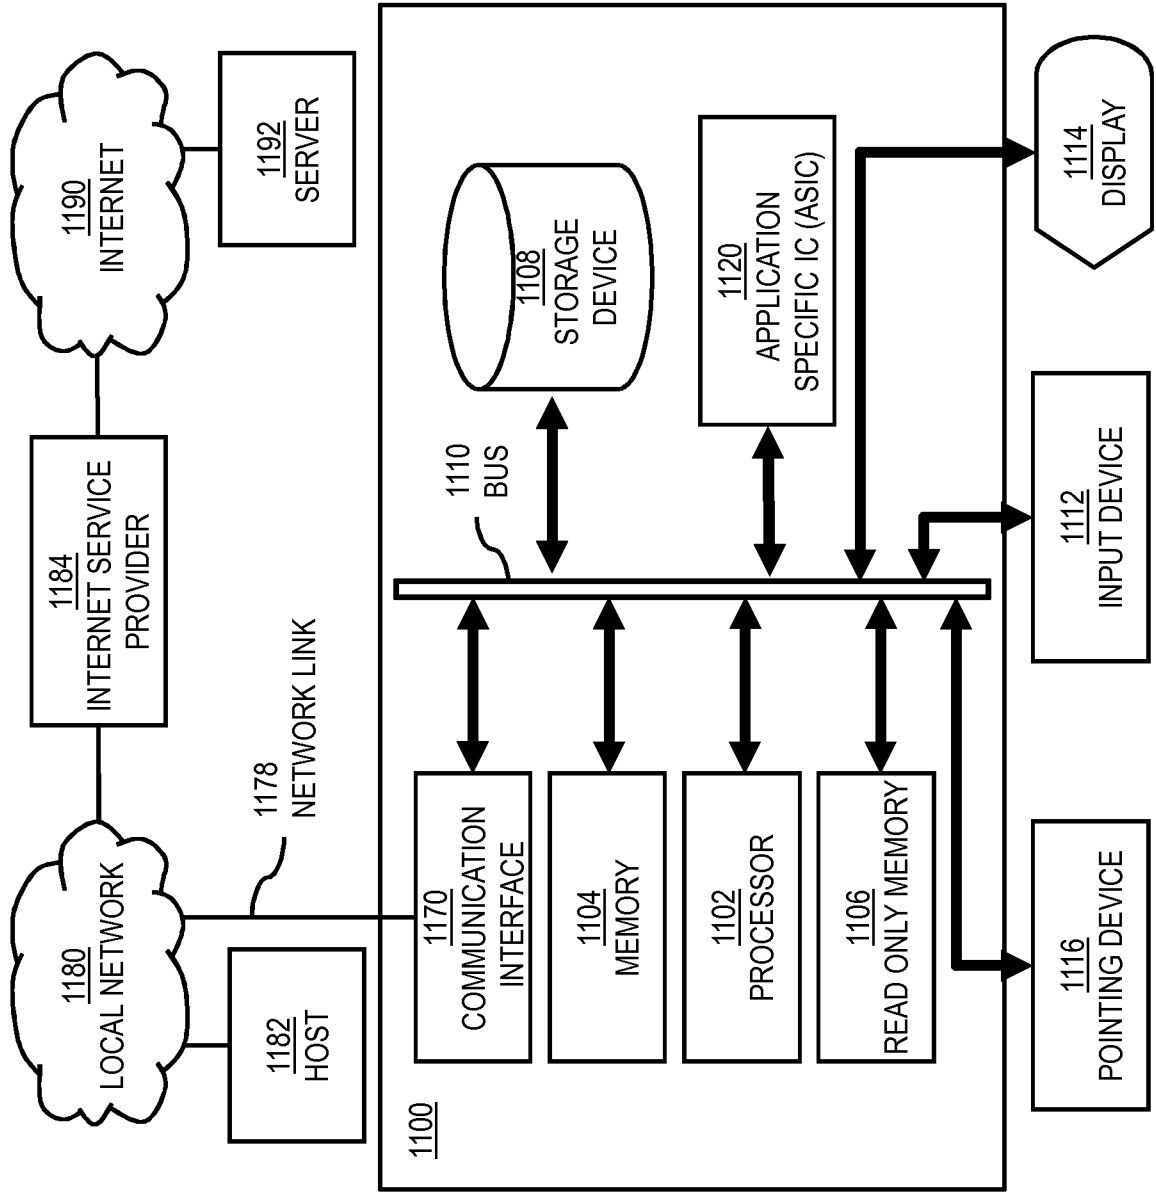 1100
1180
LOCAL NETWORK
1182
HOST
1178
NETWORK LINK
1184
INTERNET SERVICE
PROVIDER
1190
INTERNET
1192
SERVER
1170
COMMUNICATION
INTERFACE
1104
MEMORY
1102
PROCESSOR
1106
READ ONLY MEMORY
1110
BUS
1108
STORAGE
DEVICE
1120
APPLICATION
SPECIFIC IC (ASIC)
1116
POINTING DEVICE
1112
INPUT DEVICE
1114
DISPLAY